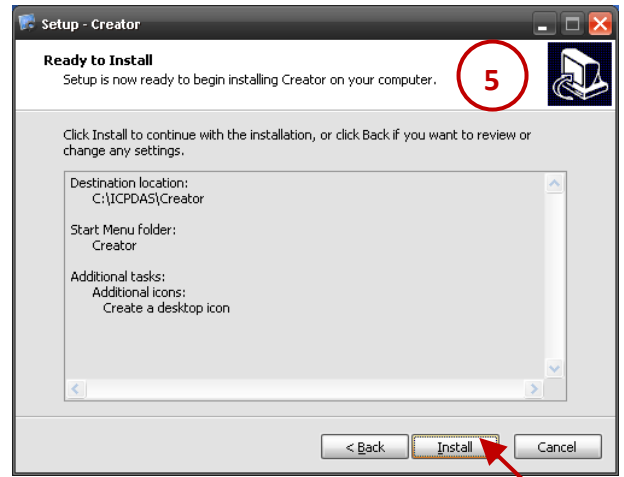 Setup - Creator
Ready to Install
Setup is now ready to begin installing Creator on your computer.
5
Click Install to continue with the installation, or click Back if you want to review or
change any settings.
Destination location:
C:\ICPDAS\Creator
Start Menu folder:
Creator
Additional tasks:
Additional icons:
Create a desktop icon
< Back
Install
Cancel